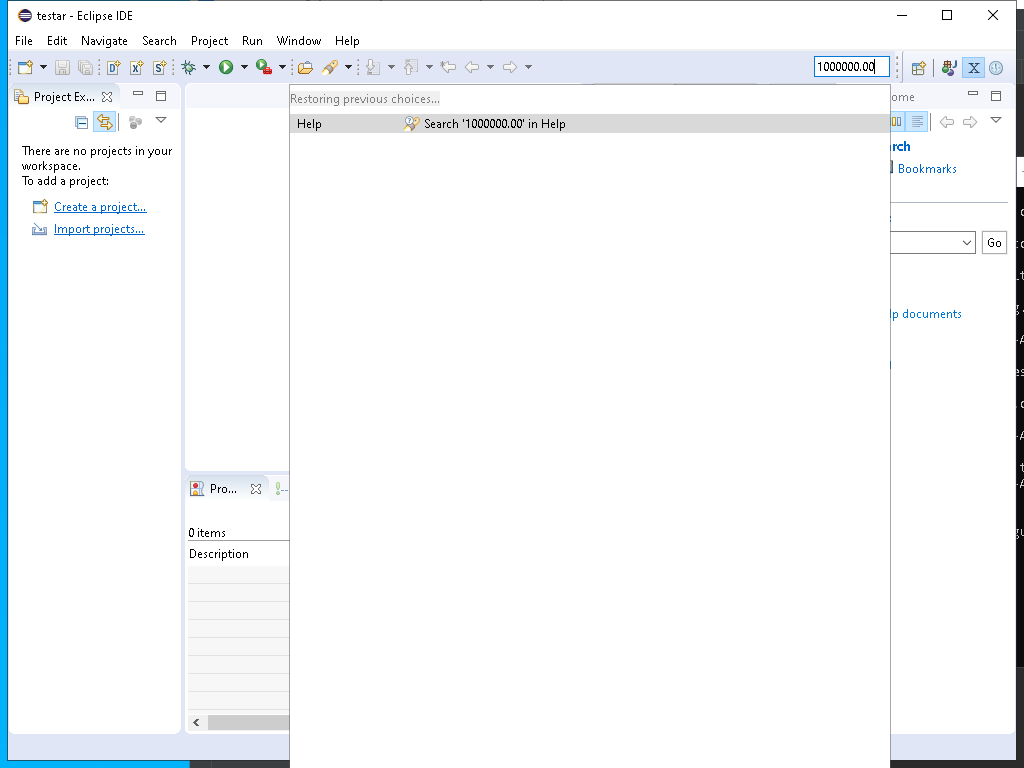 testar - Eclipse IDE
File Edit Navigate Search Project Run Window Help
1000000.00
Project Ex...
There are no projects in your
workspace.
To add a project:
Create a project...
Import projects...
Restoring previous choices...
Help Search '1000000.00' in Help
ome
rch
Bookmarks
Go
lp documents
Pro...
0 items
Description